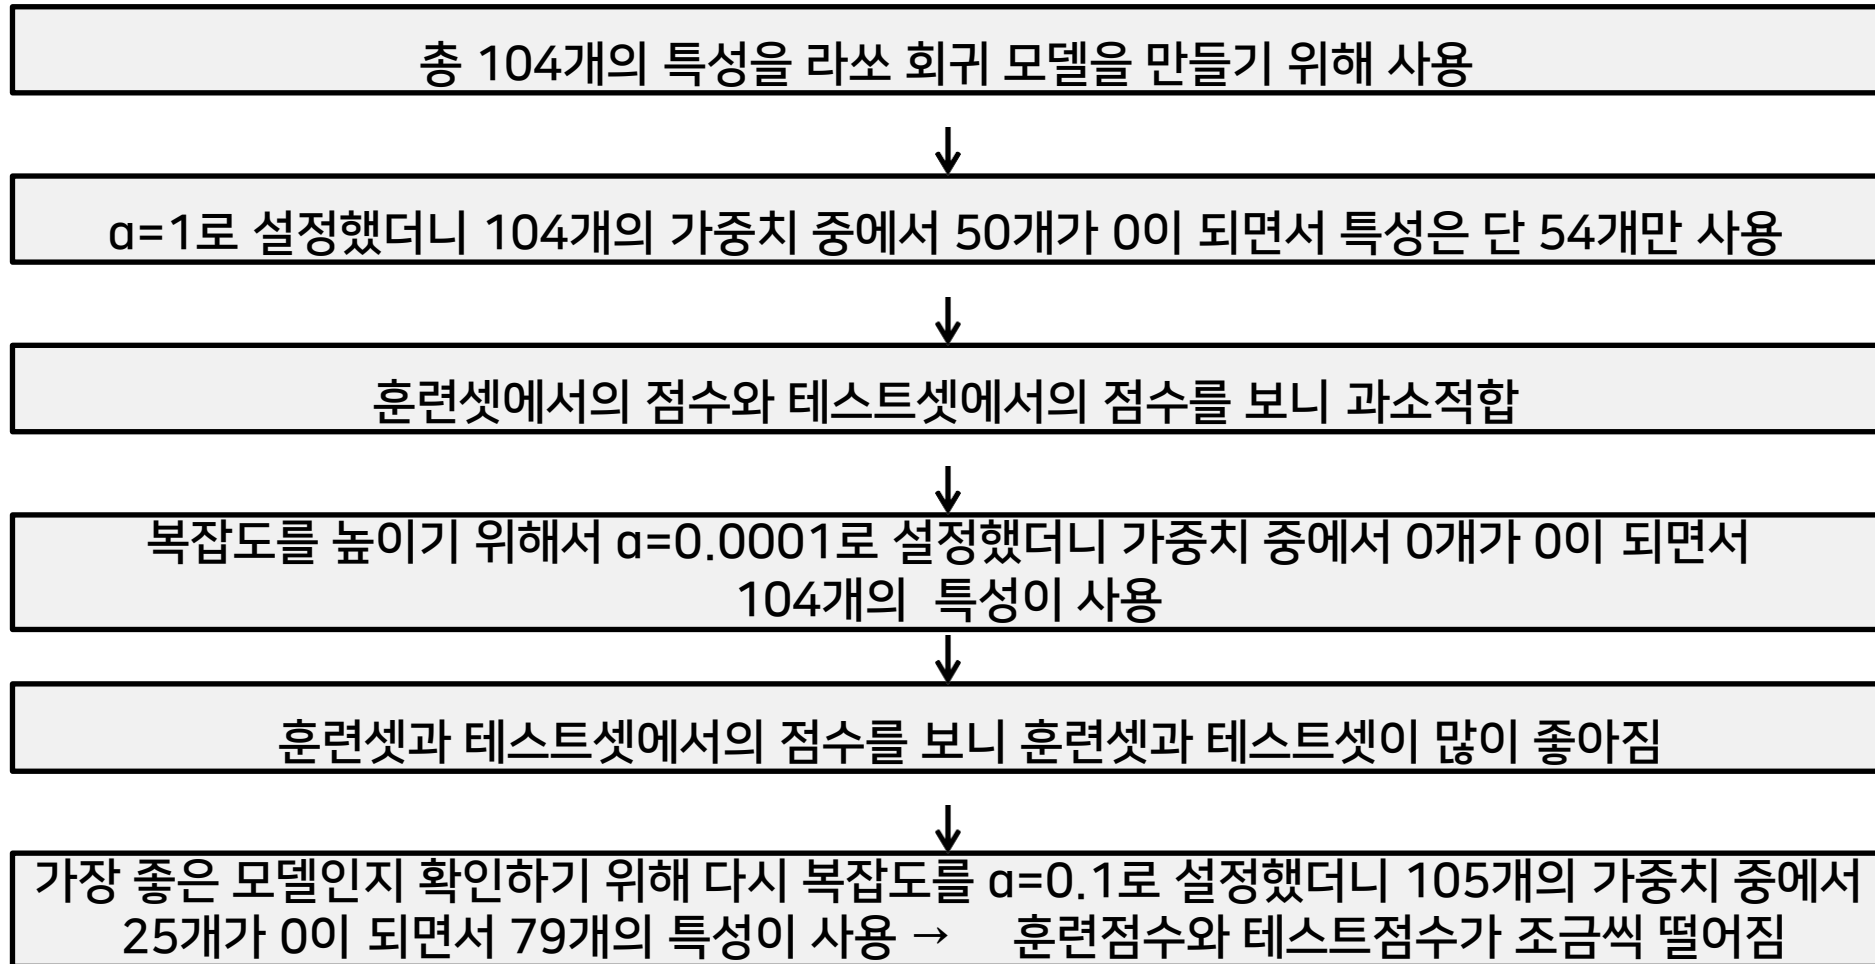 총 104개의 특성을 라쏘 회귀 모델을 만들기 위해 사용
α=1로 설정했더니 104개의 가중치 중에서 50개가 0이 되면서 특성은 단 54개만 사용
훈련셋에서의 점수와 테스트셋에서의 점수를 보니 과소적합
복잡도를 높이기 위해서 α=0.0001로 설정했더니 가중치 중에서 0개가 0이 되면서
104개의 특성이 사용
훈련셋과 테스트셋에서의 점수를 보니 훈련셋과 테스트셋이 많이 좋아짐
가장 좋은 모델인지 확인하기 위해 다시 복잡도를 α=0.1로 설정했더니 105개의 가중치 중에서
25개가 0이 되면서 79개의 특성이 사용 → 훈련점수와 테스트점수가 조금씩 떨어짐